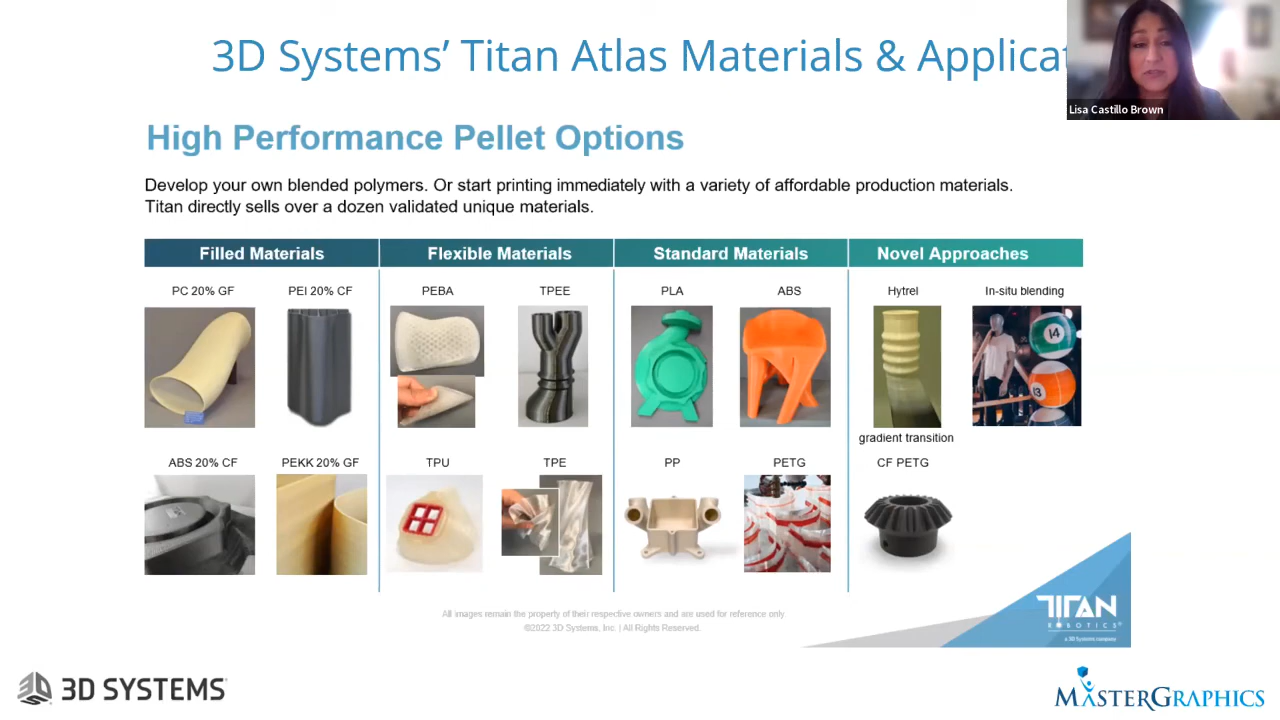 3D Systems' Titan Atlas Materials & Applicat
Lisa Castillo Brown
High Performance Pellet Options
Develop your own blended polymers. Or start printing immediately with a variety of affordable production materials.
Titan directly sells over a dozen validated unique materials.
Filled Materials
Flexible Materials
Standard Materials
Novel Approaches
PC 20% GF
PEI 20% CF
PEBA
TPEE
PLA
ABS
Hytrel
In-situ blending
14
13
gradient transition
ABS 20% CF
PEKK 20% GF
TPU
TPE
PP
PETG
CF PETG
All images remain the property of their respective owners and are used for reference only
©2022 3D Systems, Inc. | All Rights Reserved.
TITAN
ROBOTICS®
a 3D Systems company
3D SYSTEMS
MASTERGRAPHICS